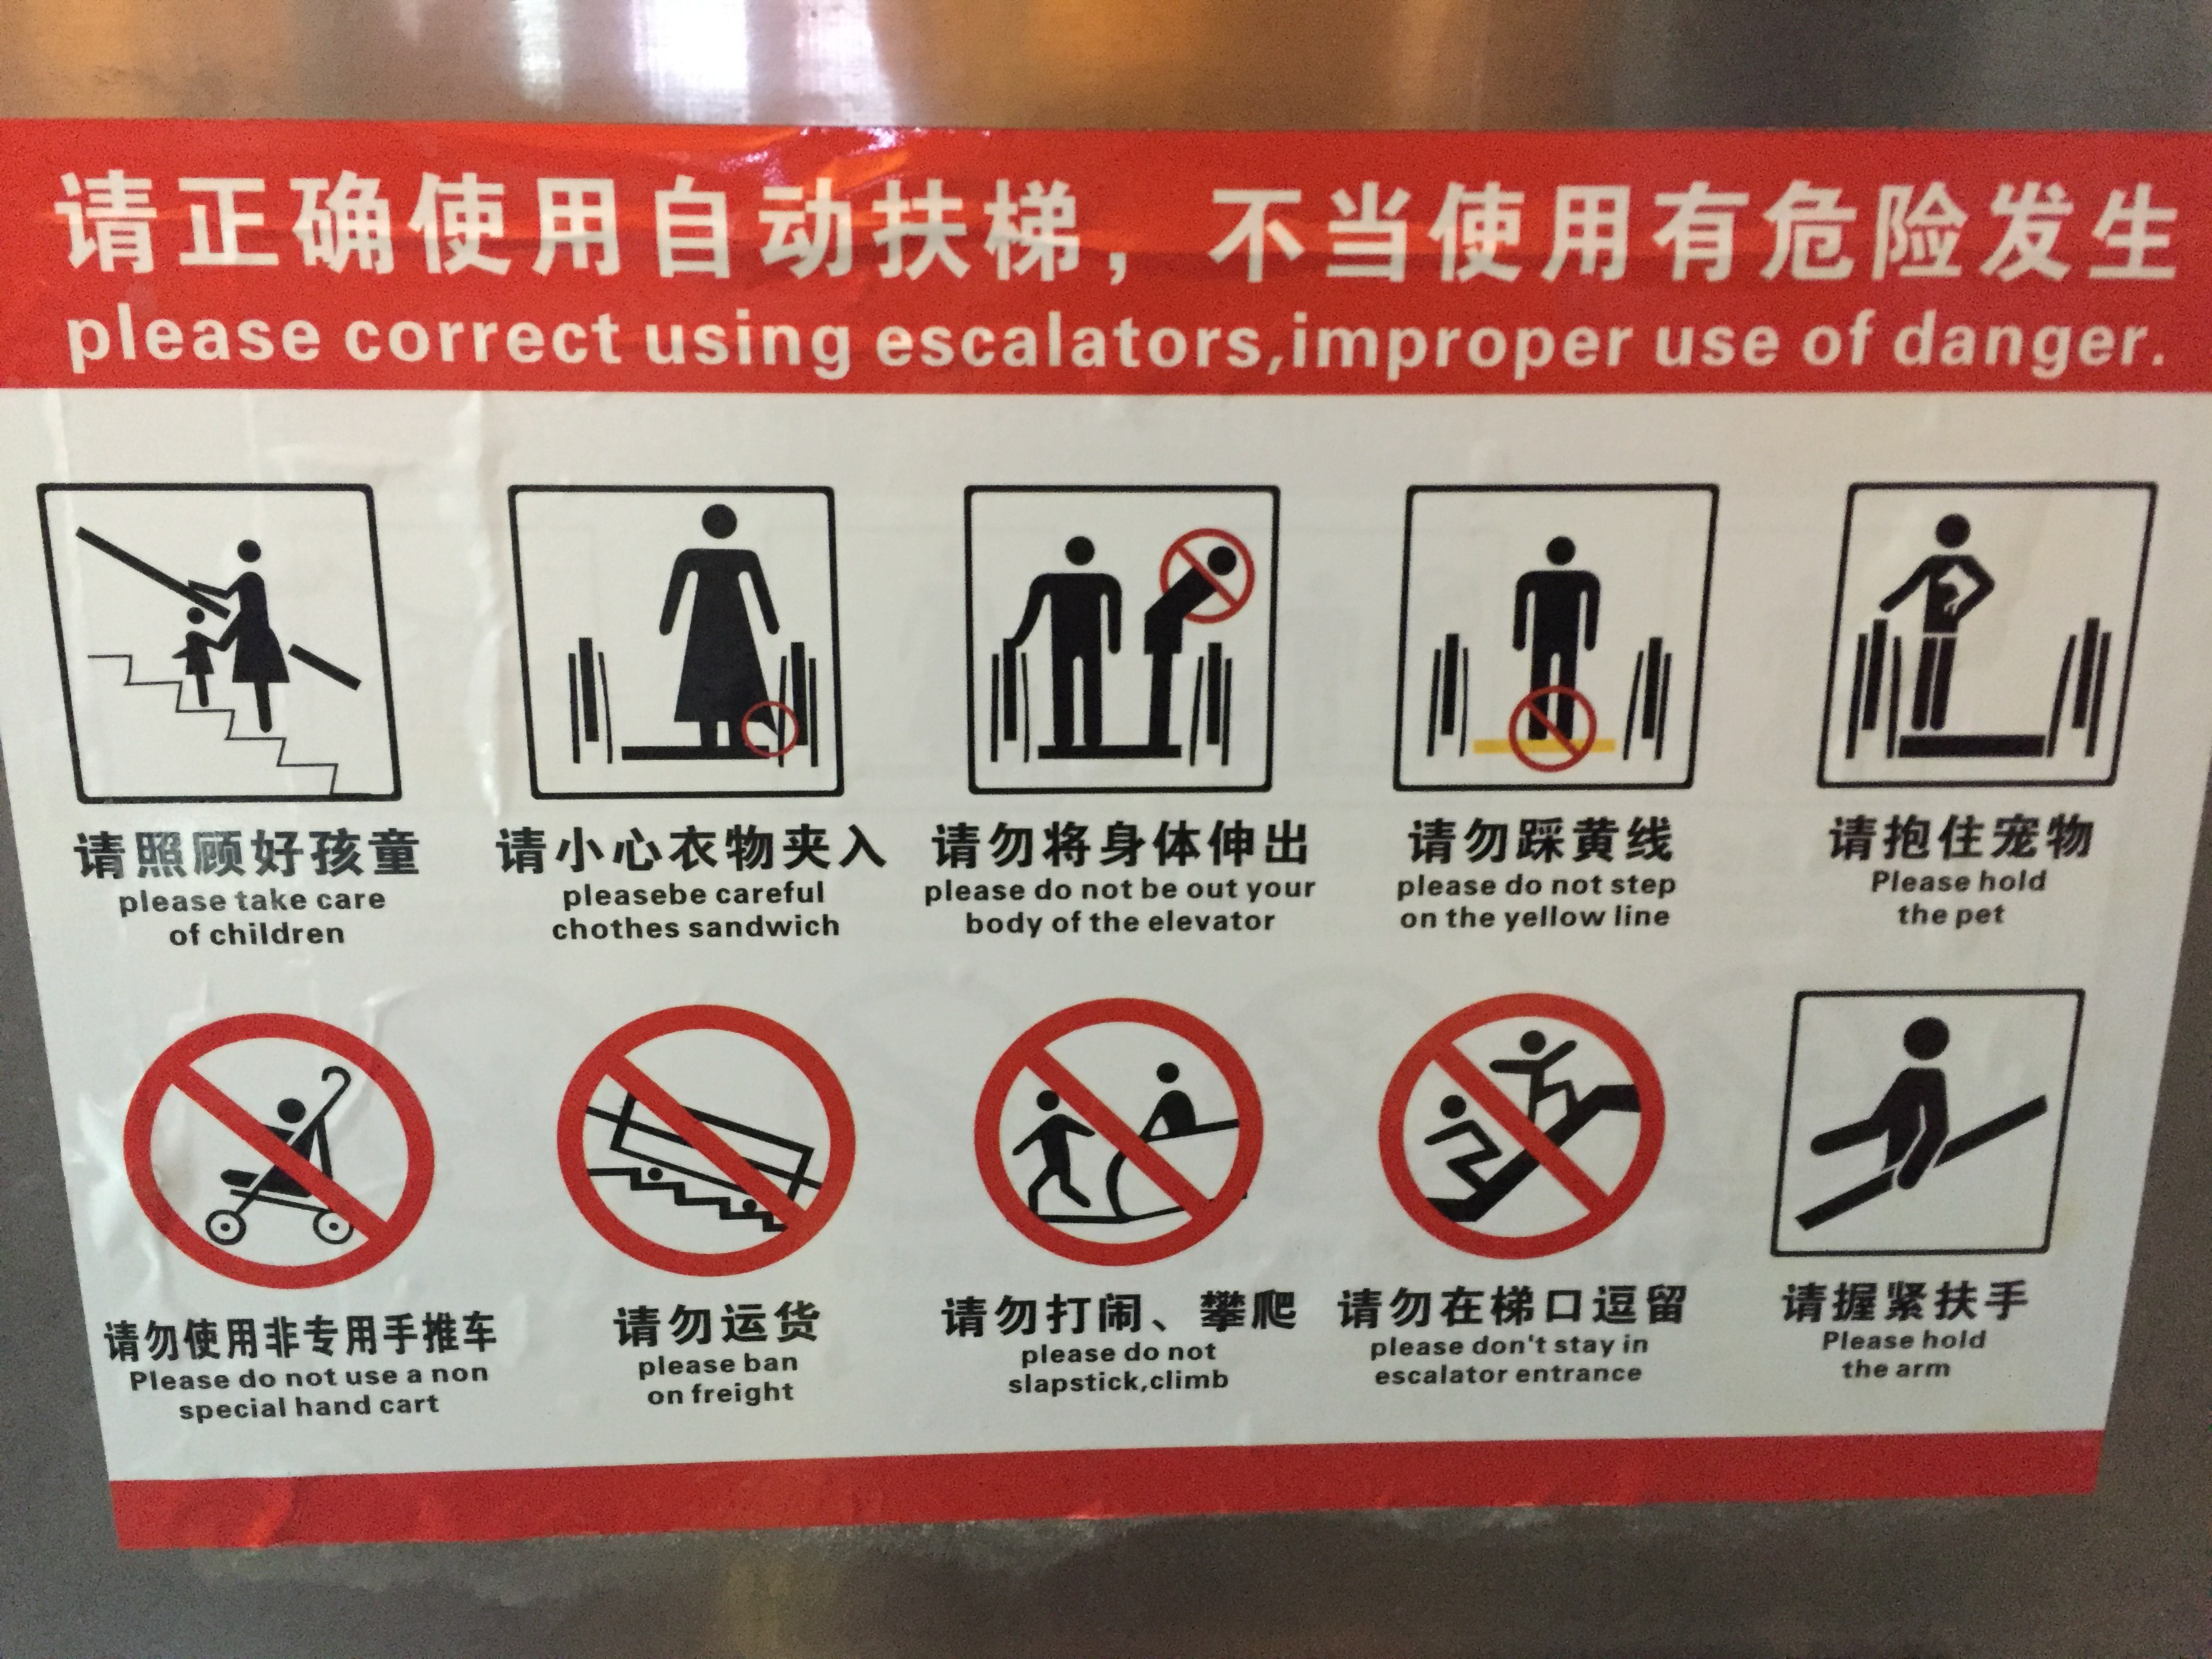 请正确使用自动扶梯，不当使用有危险发生
please correct using escalators,improper use of danger.
请照顾好孩童
please take care
of children
请小心衣物夹入
pleasebe careful
chothes sandwich
请勿将身体伸出
please do not be out your
body of the elevator
请勿踩黄线
please do not step
on the yellow line
请抱住宠物
Please hold
the pet
请勿使用非专用手推车
Please do not use a non
special hand cart
请勿运货
please ban
on freight
请勿打闹、攀爬
please do not
slapstick,climb
请勿在梯口逗留
please don't stay in
escalator entrance
请握紧扶手
Please hold
the arm